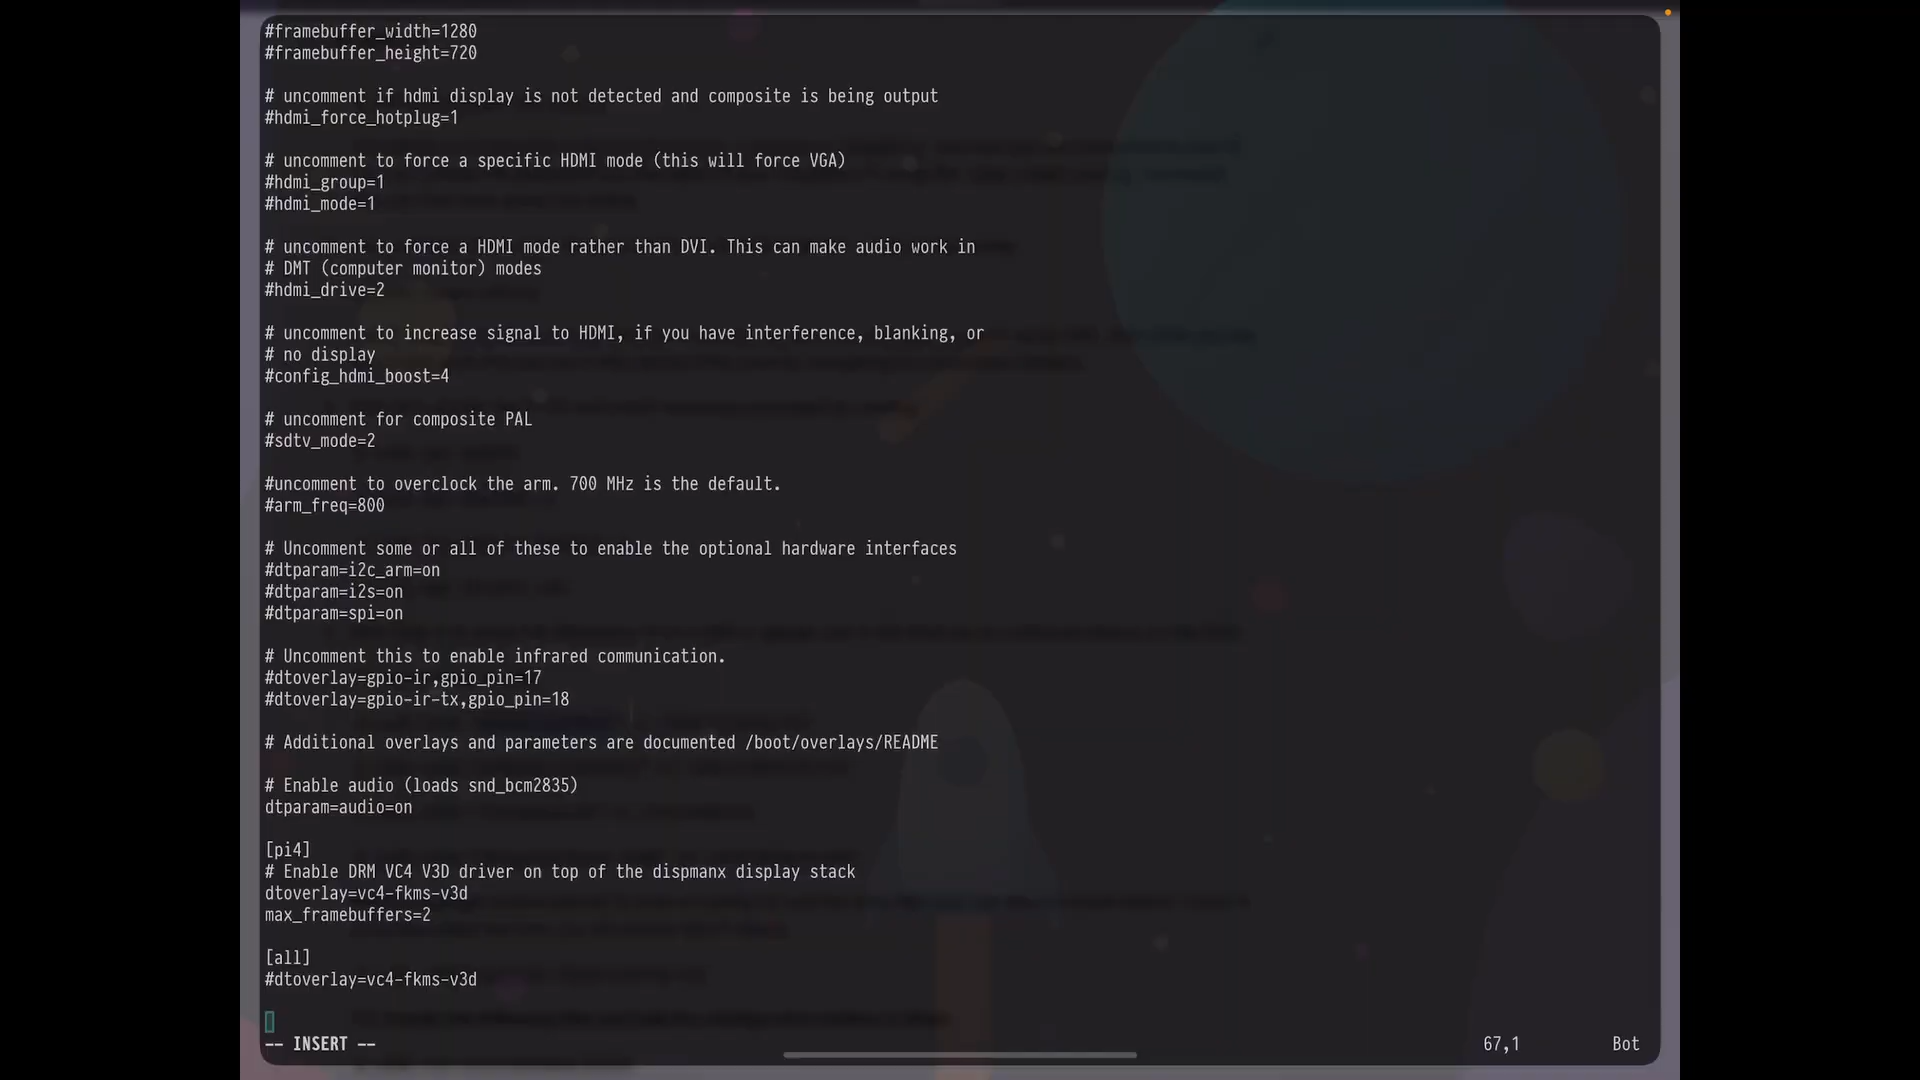 #framebuffer_width=1280
#framebuffer_height=720
# uncomment if hdmi display is not detected and composite is being output
#hdmi_force_hotplug=1
# uncomment to force a specific HDMI mode (this will force VGA)
#hdmi_group=1
#hdmi_mode=1
# uncomment to force a HDMI mode rather than DVI. This can make audio work in
# DMT (computer monitor) modes
#hdmi_drive=2
# uncomment to increase signal to HDMI, if you have interference, blanking, or
# no display
#config_hdmi_boost=4
# uncomment for composite PAL
#sdtv_mode=2
#uncomment to overclock the arm. 700 MHz is the default.
#arm_freq=800
# Uncomment some or all of these to enable the optional hardware interfaces
#dtparam=i2c_arm=on
#dtparam=i2s=on
#dtparam=spi=on
# Uncomment this to enable infrared communication.
#dtoverlay=gpio-ir,gpio_pin=17
#dtoverlay=gpio-ir-tx,gpio_pin=18
# Additional overlays and parameters are documented /boot/overlays/README
# Enable audio (loads snd_bcm2835)
dtparam=audio=on
[pi4]
# Enable DRM VC4 V3D driver on top of the dispmanx display stack
dtoverlay=vc4-fkms-v3d
max_framebuffers=2
[all]
#dtoverlay=vc4-fkms-v3d
-- INSERT -- 67,1 Bot